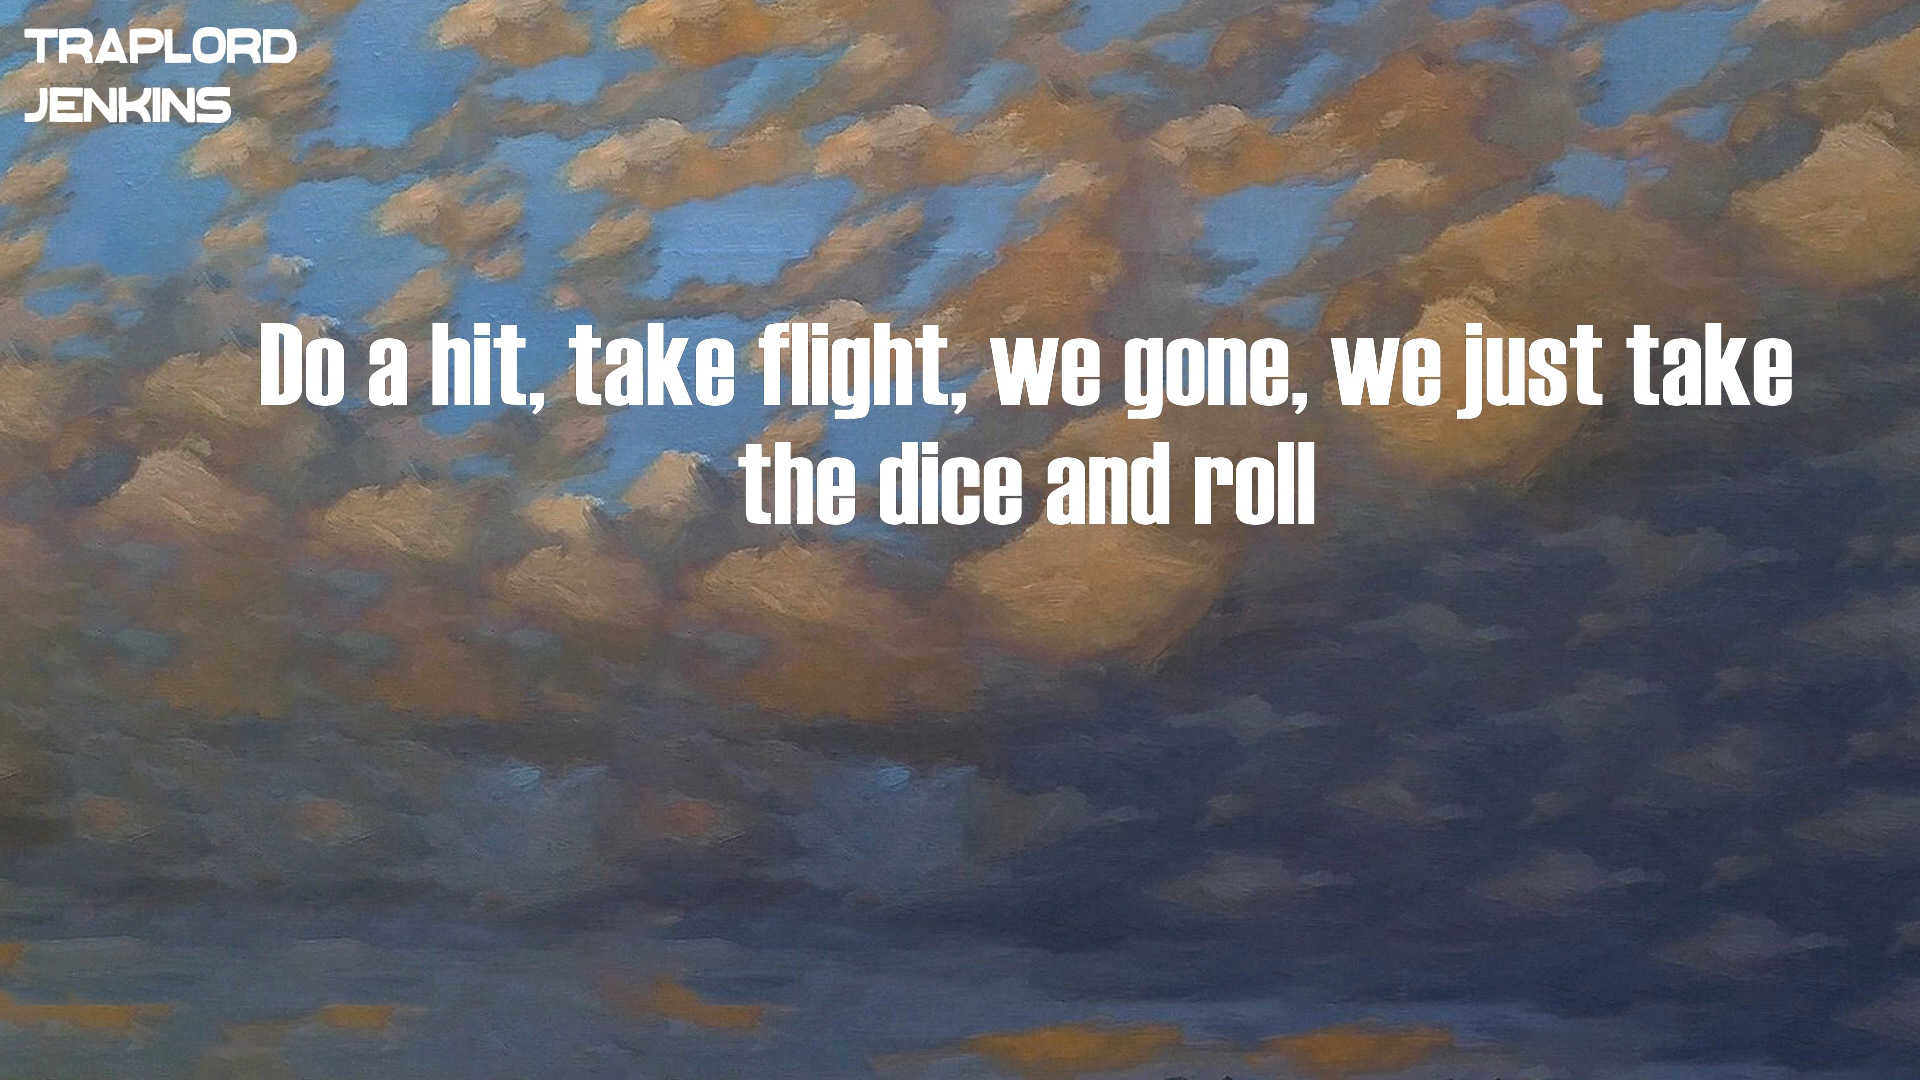 TRAPLORD
JENKINS
Do a hit, take flight, we gone, we just take
the dice and roll